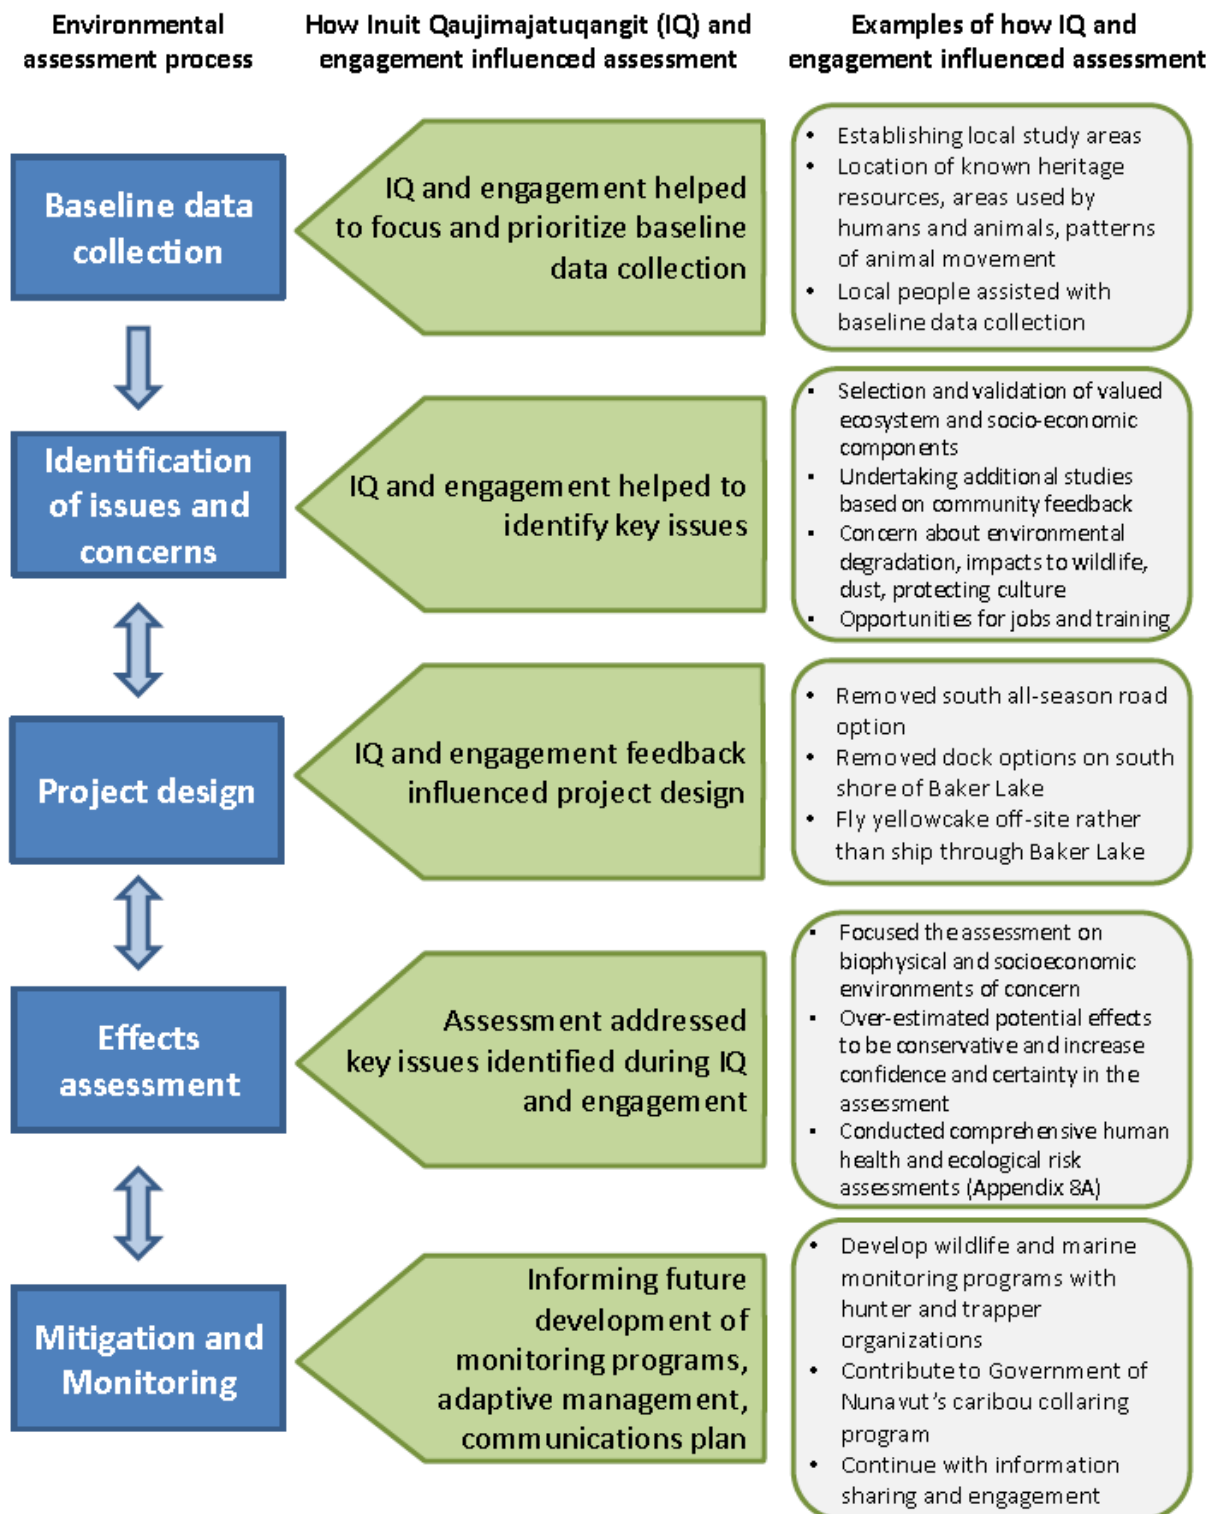 Environmental
assessment process
How Inuit Qaujimajatuqangit (IQ) and
engagement influenced assessment
Examples of how IQ and
engagement influenced assessment
Baseline data
collection
IQ and engagement helped
to focus and prioritize baseline
data collection
• Establishing local study areas
• Location of known heritage
resources, areas used by
humans and animals, patterns
of animal movement
• Local people assisted with
baseline data collection
Identification
of issues and
concerns
IQ and engagement helped to
identify key issues
• Selection and validation of valued
ecosystem and socio-economic
components
• Undertaking additional studies
based on community feedback
• Concern about environmental
degradation, impacts to wildlife,
dust, protecting culture
• Opportunities for jobs and training
Project design
IQ and engagement feedback
influenced project design
• Removed south all-season road
option
• Removed dock options on south
shore of Baker Lake
• Fly yellowcake off-site rather
than ship through Baker Lake
Effects
assessment
Assessment addressed
key issues identified during IQ
and engagement
• Focused the assessment on
biophysical and socioeconomic
environments of concern
• Over-estimated potential effects
to be conservative and increase
confidence and certainty in the
assessment
• Conducted comprehensive human
health and ecological risk
assessments (Appendix 8A)
Mitigation and
Monitoring
Informing future
development of
monitoring programs,
adaptive management,
communications plan
• Develop wildlife and marine
monitoring programs with
hunter and trapper
organizations
• Contribute to Government of
Nunavut's caribou collaring
program
• Continue with information
sharing and engagement